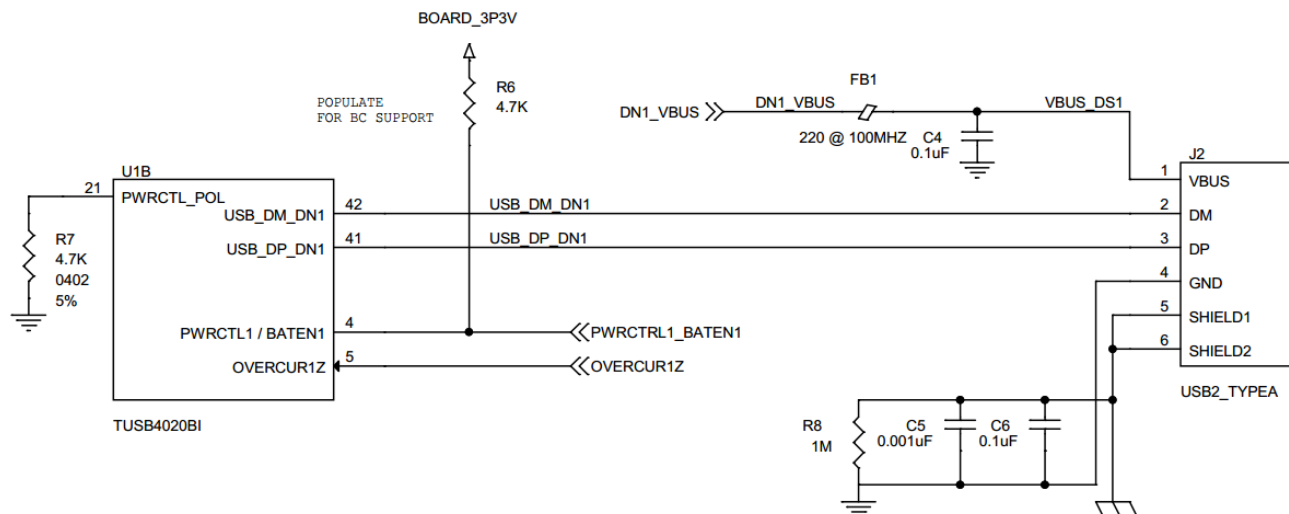 BOARD_3P3V
R6
4.7K
POPULATE
FOR BC SUPPORT
FB1
DN1_VBUS
DN1_VBUS
VBUS_DS1
220 @ 100MHZ
C4
0.1uF
J2
U1B
21
PWRCTL_POL
USB_DM_DN1
42
USB_DM_DN1
USB_DP_DN1
41
USB_DP_DN1
R7
4.7K
0402
5%
PWRCTL1 / BATEN1
4
PWRCTRL1_BATEN1
OVERCUR1Z
5
OVERCUR1Z
TUSB4020BI
1
VBUS
2
DM
3
DP
4
GND
5
SHIELD1
6
SHIELD2
USB2_TYPEA
R8
1M
C5
0.001uF
C6
0.1uF